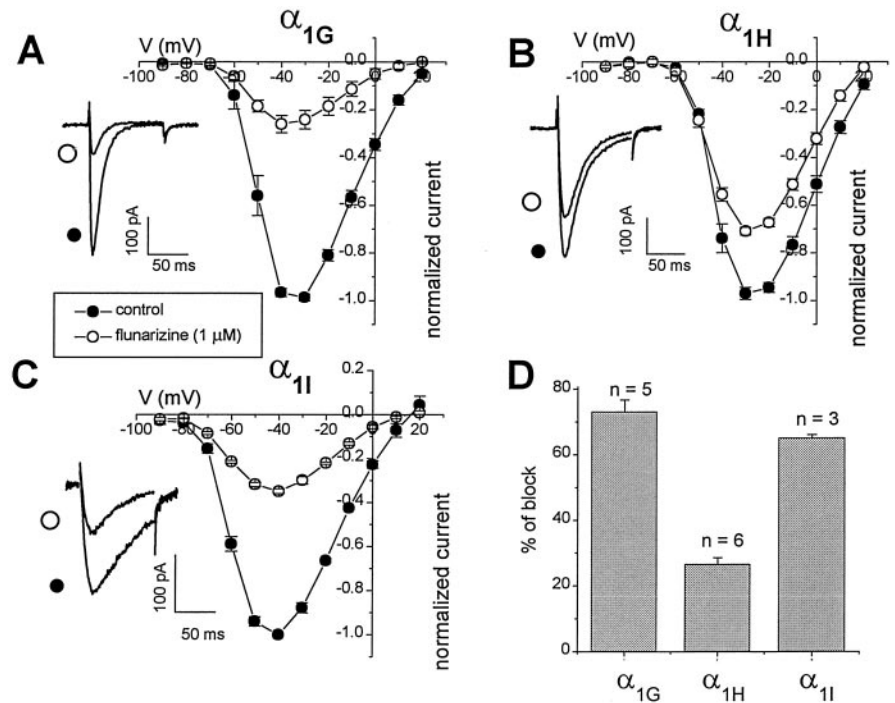 A
α1G
V (mV)
-100 -80 -60 -40 -20 0 20
0.0
-0.2
-0.4
-0.6
-0.8
-1.0
normalized current
100 pA
50 ms
control
flunarizine (1 μM)
B
α1H
V (mV)
-100 -80 -60 -40 -20 0 20
0.0
-0.2
-0.4
-0.6
-0.8
-1.0
normalized current
100 pA
50 ms
C
α1I
V (mV)
-100 -80 -60 -40 -20 0 20
0.2
0.0
-0.2
-0.4
-0.6
-0.8
-1.0
normalized current
100 pA
50 ms
D
80
60
40
20
0
% of block
n = 5
n = 6
n = 3
α1G α1H α1I